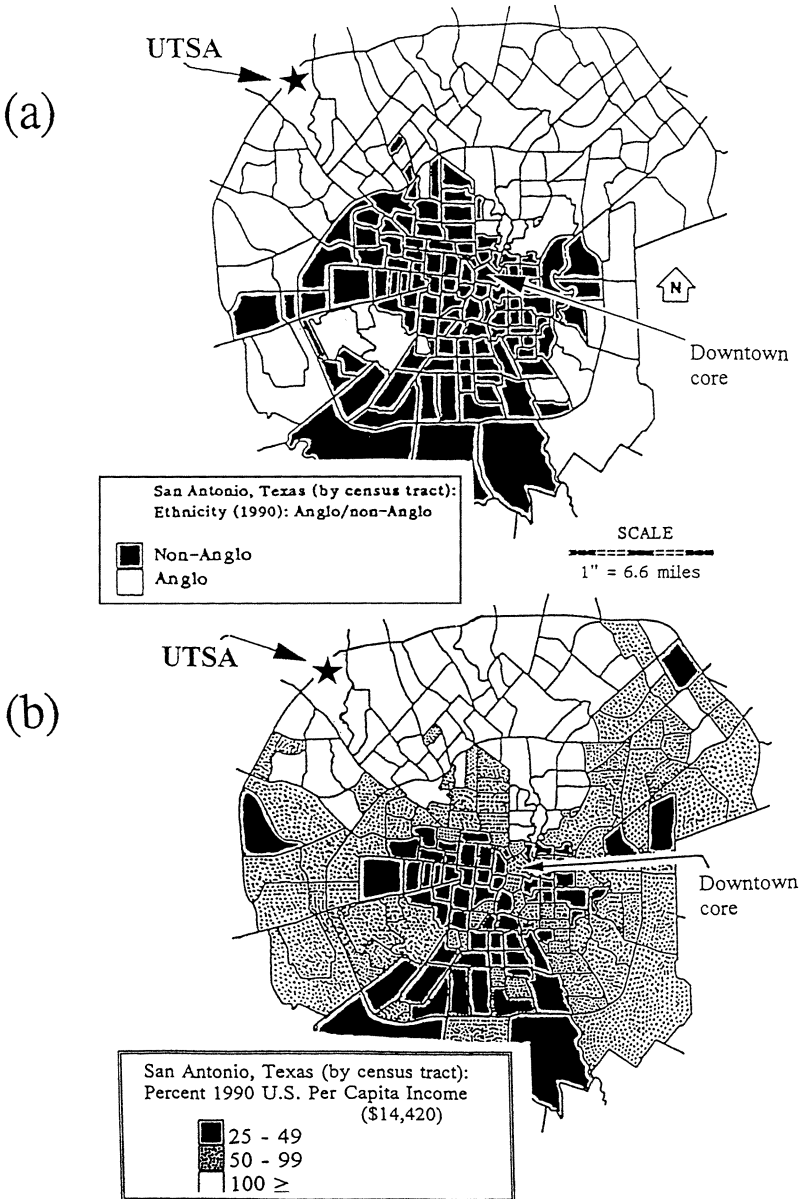 UTSA
(a)
N
Downtown
core
San Antonio, Texas (by census tract):
Ethnicity (1990): Anglo/non-Anglo
Non-Anglo
Anglo
SCALE
1" = 6.6 miles
UTSA
(b)
Downtown
core
San Antonio, Texas (by census tract):
Percent 1990 U.S. Per Capita Income
($14,420)
25 - 49
50 - 99
100 ≥